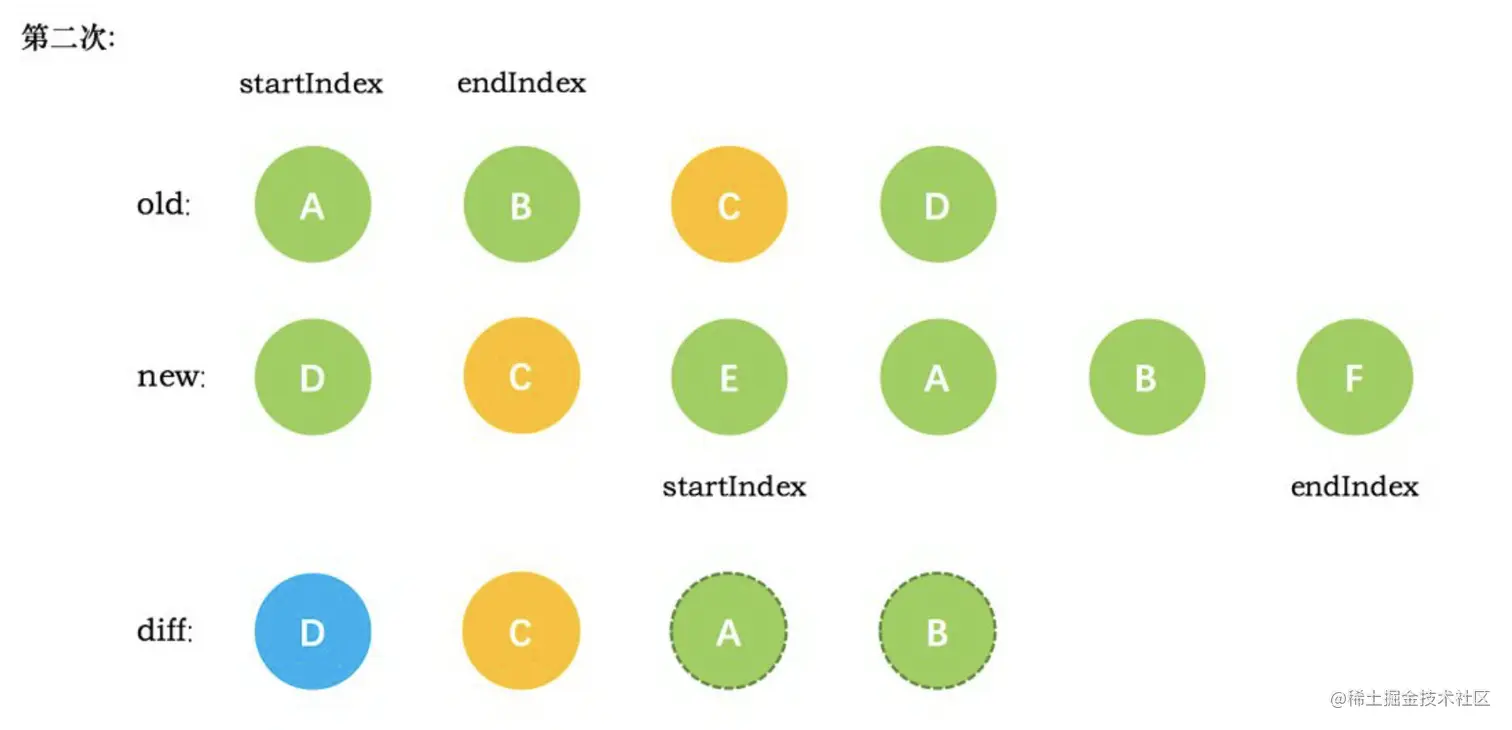 第二次:
startIndex endIndex
old: A B C D
new: D C E A B F
startIndex endIndex
diff: D C A B
@稀土掘金技术社区